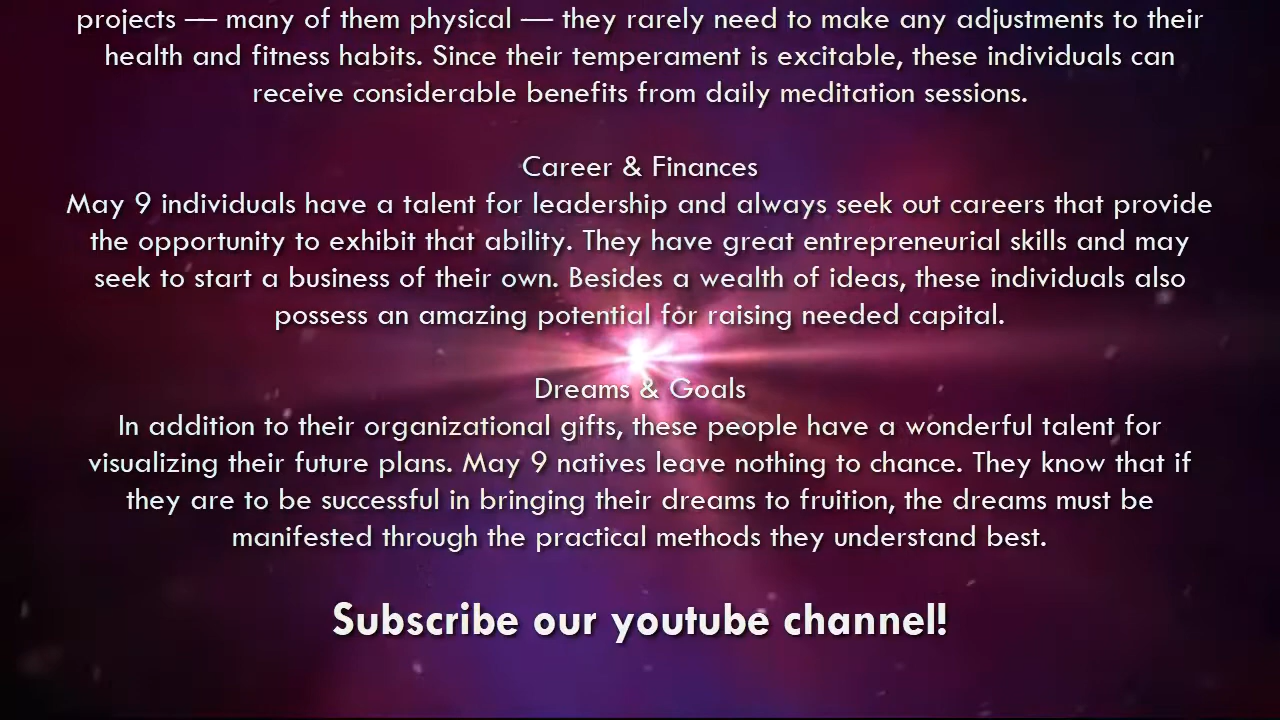 projects — many of them physical — they rarely need to make any adjustments to their
health and fitness habits. Since their temperament is excitable, these individuals can
receive considerable benefits from daily meditation sessions.
Career & Finances
May 9 individuals have a talent for leadership and always seek out careers that provide
the opportunity to exhibit that ability. They have great entrepreneurial skills and may
seek to start a business of their own. Besides a wealth of ideas, these individuals also
possess an amazing potential for raising needed capital.
Dreams & Goals
In addition to their organizational gifts, these people have a wonderful talent for
visualizing their future plans. May 9 natives leave nothing to chance. They know that if
they are to be successful in bringing their dreams to fruition, the dreams must be
manifested through the practical methods they understand best.
Subscribe our youtube channel!